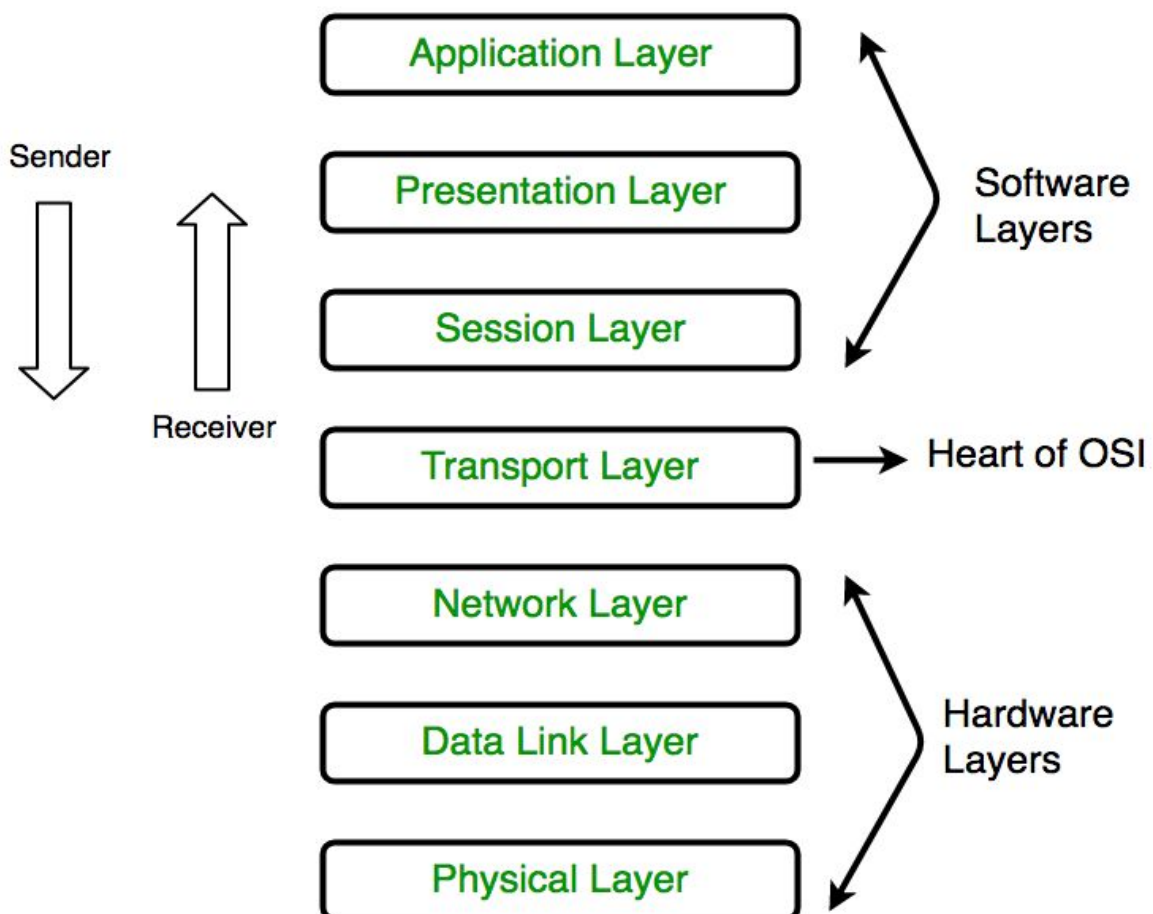 Application Layer
Sender
Presentation Layer
Software
Layers
Session Layer
Receiver
Transport Layer
Heart of OSI
Network Layer
Hardware
Layers
Data Link Layer
Physical Layer